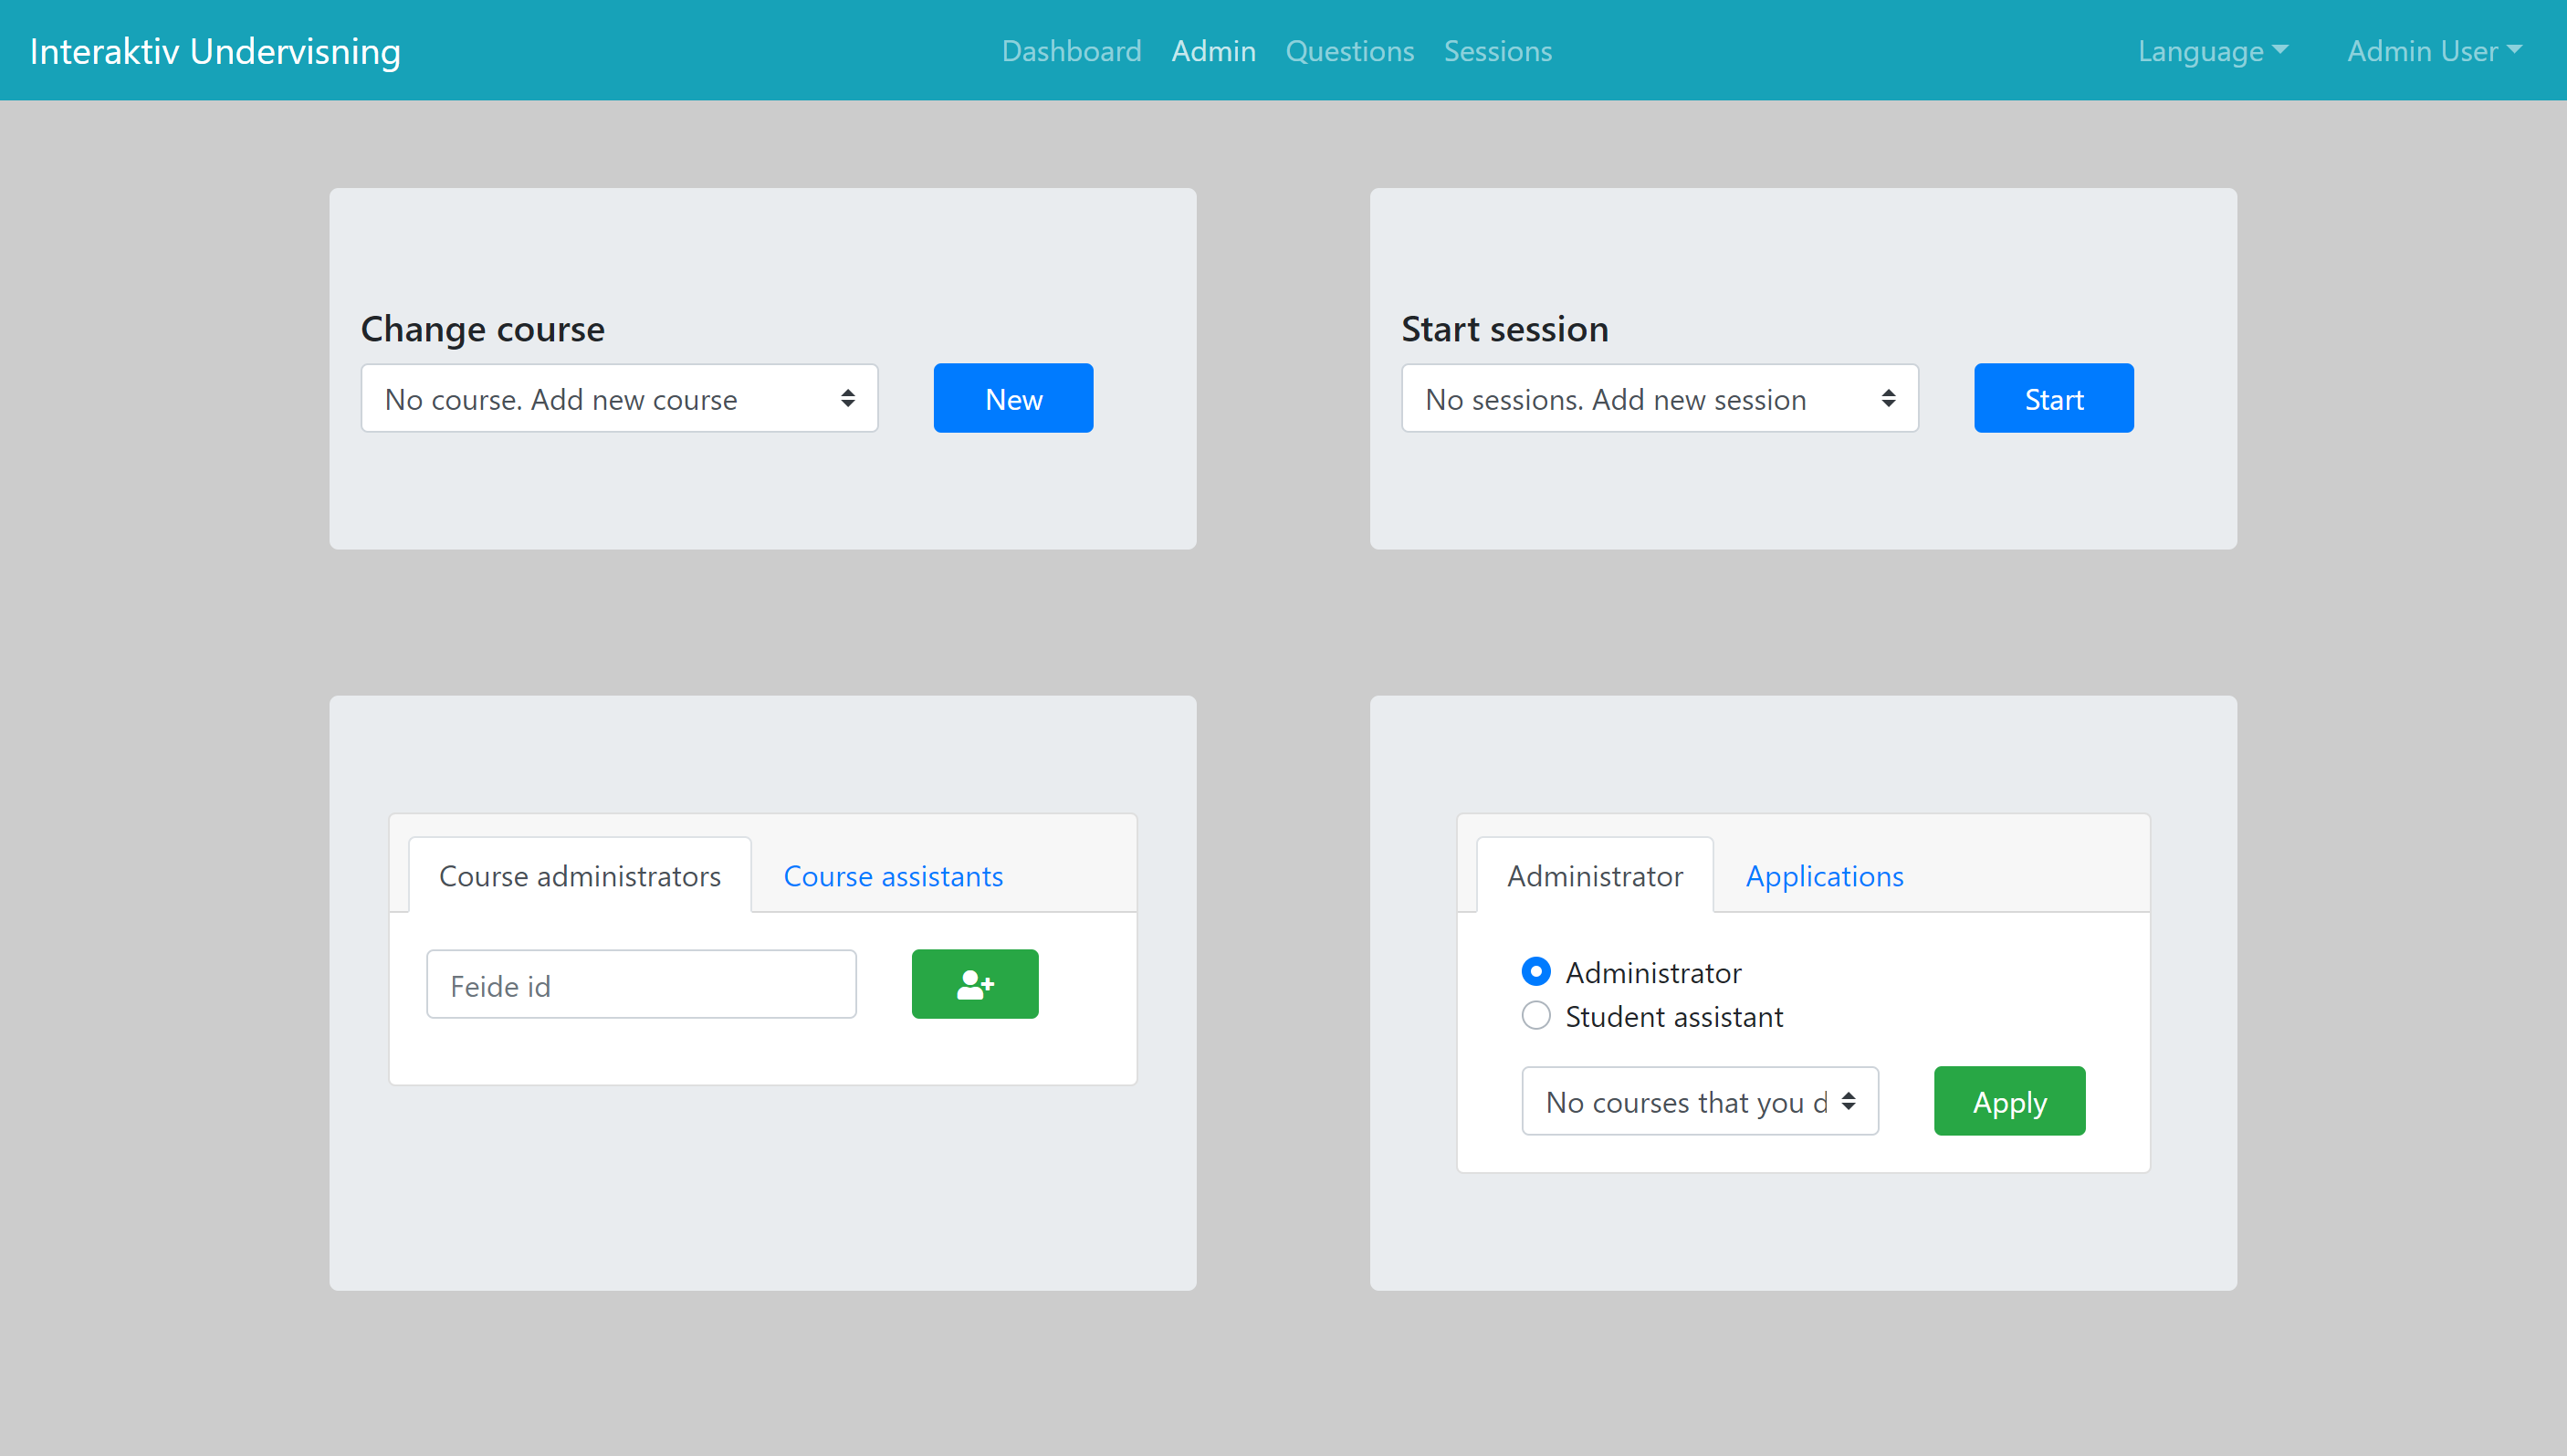 Interaktiv Undervisning
Dashboard Admin Questions Sessions
Language Admin User
Change course
No course. Add new course
New
Start session
No sessions. Add new session
Start
Course administrators Course assistants
Feide id
Administrator Applications
Administrator
Student assistant
No courses that you d
Apply